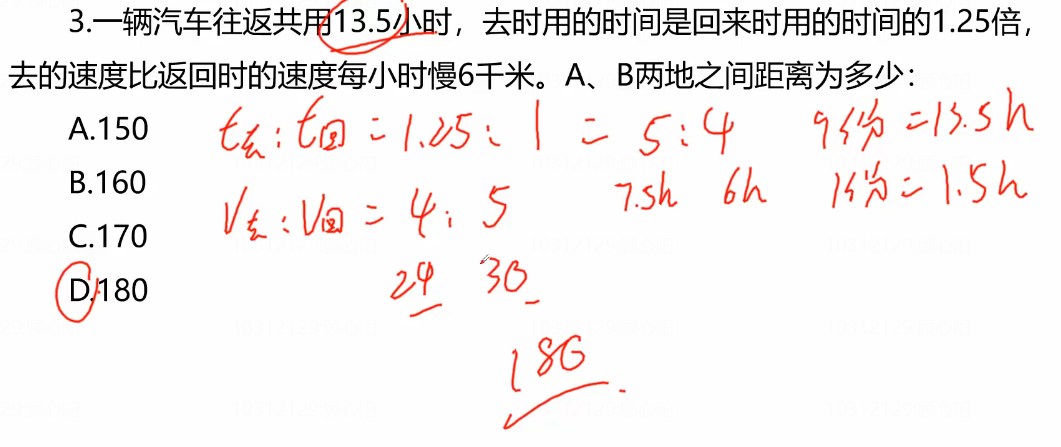 3.一辆汽车往返共用13.5小时，去时用的时间是回来时用的时间的1.25倍，
去的速度比返回时的速度每小时慢6千米。A、B两地之间距离为多少：
A.150
t去:t回=1.25:1=5:4 9份=13.5h
B.160
7.5h 6h 1份=1.5h
V去:V回=4:5
C.170
24 30
D.180
180